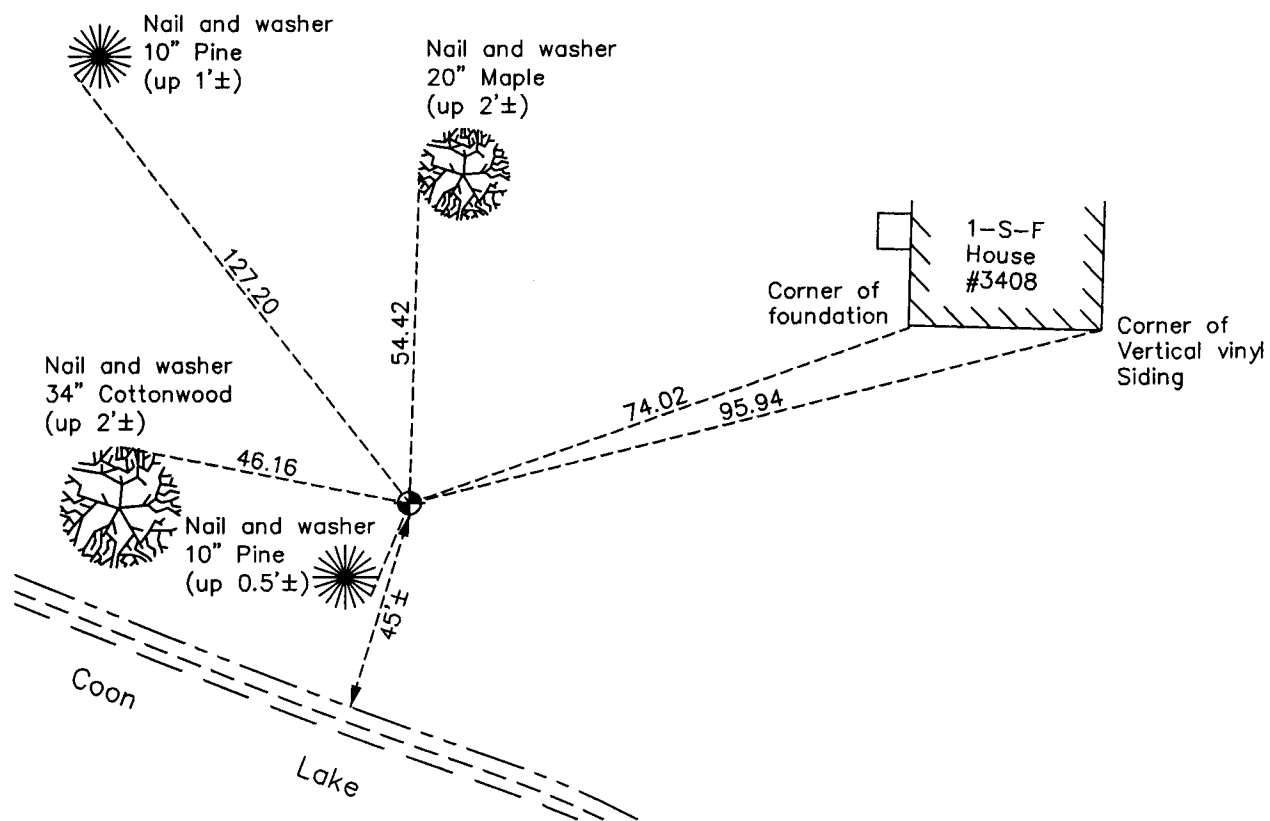 Nail and washer
10" Pine
(up 1'±)
Nail and washer
20" Maple
(up 2'±)
127.20
54.42
1-S-F
House
#3408
Corner of
foundation
Corner of
Vertical vinyl
Siding
74.02
95.94
Nail and washer
34" Cottonwood
(up 2'±)
46.16
Nail and washer
10" Pine
(up 0.5'±)
45'±
Coon
Lake